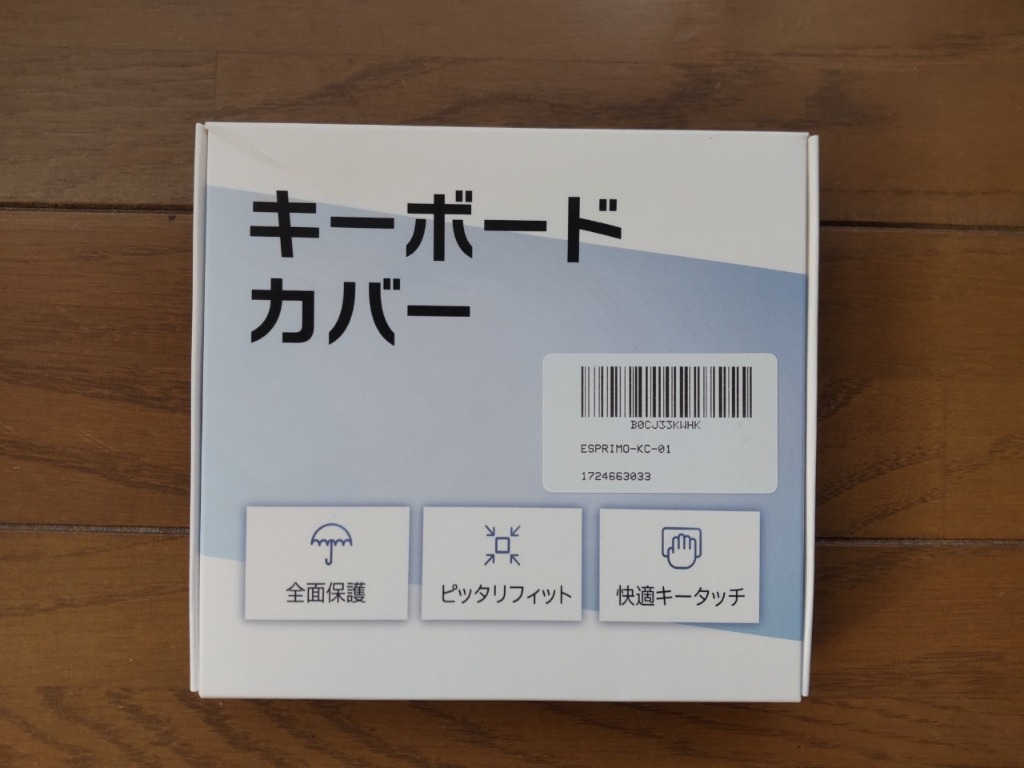 キーボード
カバー
B0CJ33KWHK
ESPRIMO-KC-01
1724663033
全面保護
ピッタリフィット
快適キータッチ